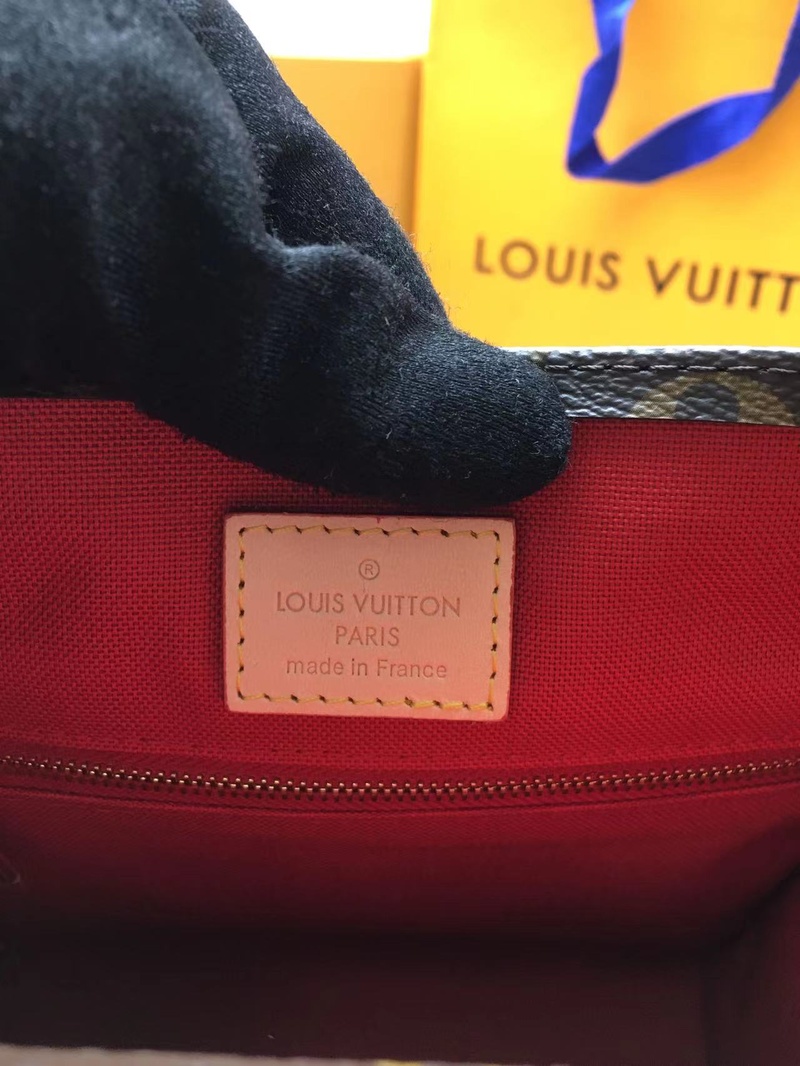 LOUIS VUITT
®
LOUIS VUITTON
PARIS
made in France